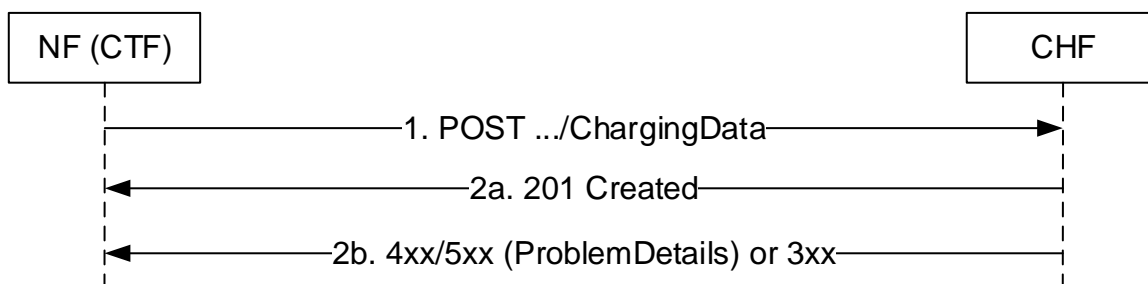 NF (CTF)
CHF
1. POST .../ChargingData
2a. 201 Created
2b. 4xx/5xx (ProblemDetails) or 3xx